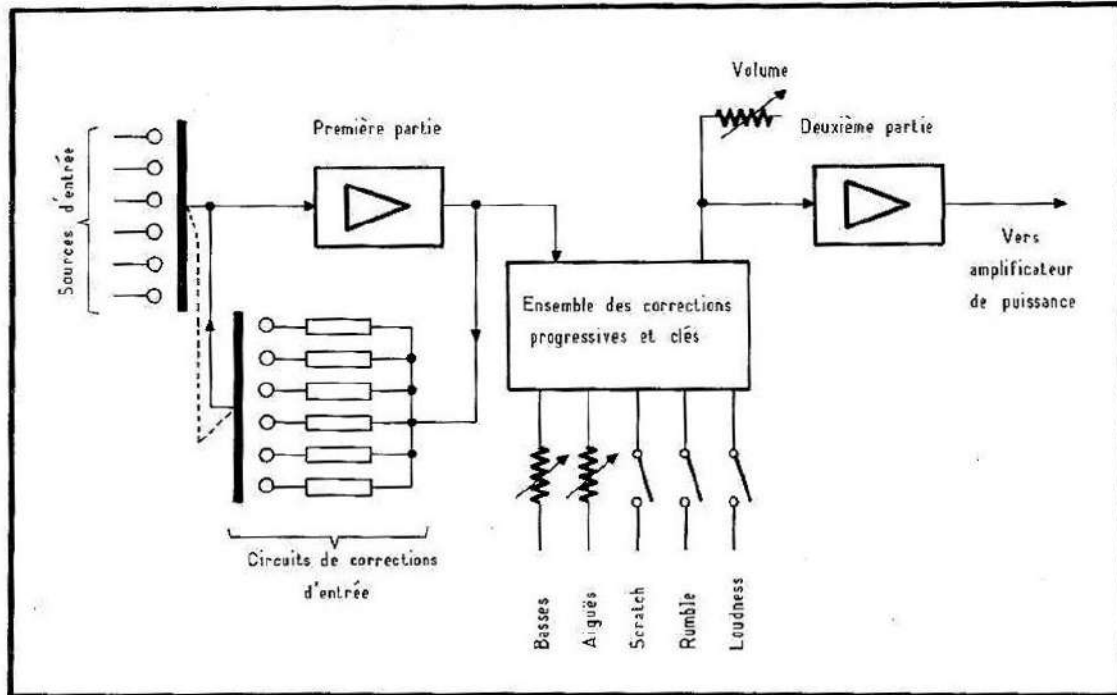 Volume
Première partie
Deuxième partie
Sources d'entrée
Vers
amplificateur
de puissance
Ensemble des corrections
progressives et clés
Circuits de corrections
d'entrée
Basses
Aigüës
Scratch
Rumble
Loudness